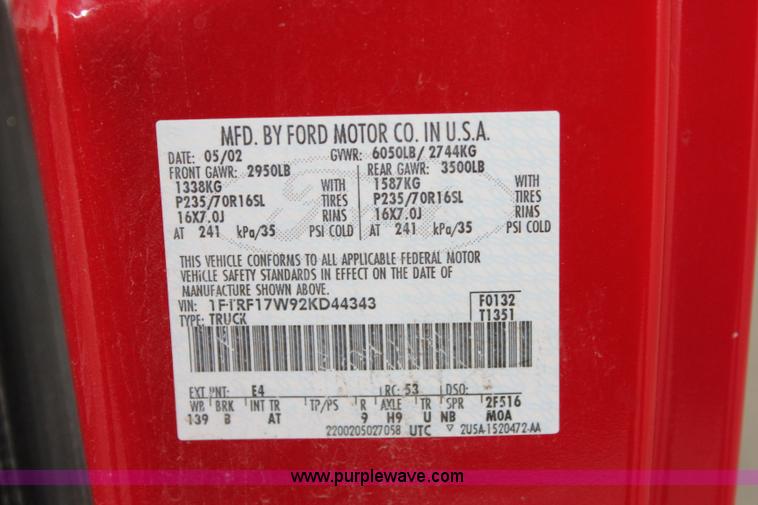 MFD. BY FORD MOTOR CO. IN U.S.A.
DATE: 05/02 GVWR: 6050LB/ 2744KG
FRONT GAWR: 2950LB REAR GAWR: 3500LB
1338KG WITH 1587KG WITH
P235/70R16SL TIRES P235/70R16SL TIRES
16X7.0J RIMS 16X7.0J RIMS
AT 241 kPa/35 PSI COLD AT 241 kPa/35 PSI COLD
THIS VEHICLE CONFORMS TO ALL APPLICABLE FEDERAL MOTOR
VEHICLE SAFETY STANDARDS IN EFFECT ON THE DATE OF
MANUFACTURE SHOWN ABOVE.
VIN: 1FTRF17W92KD44343 F0132
TYPE: TRUCK T1351
EXT PNT: E4 RC: 53 DSO:
WB BRK INT TR TP/PS R AXLE TR SPR 2F516
139 B AT 9 H9 U NB M0A
2200205027058 UTC ▽ 2USA-1520472-AA
www.purplewave.com